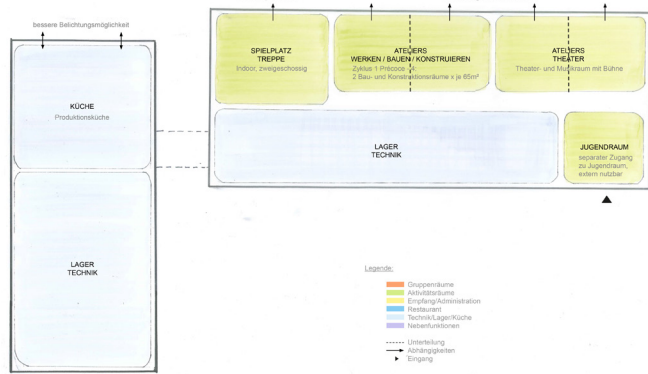 bessere Belichtungsmöglichkeit
KÜCHE
Produktionsküche
LAGER
TECHNIK
SPIELPLATZ
TREPPE
Indoor, zweigeschossig
ATELIERS
WERKEN / BAUEN / KONSTRUIEREN
Zyklus 1 Précoce -
2 Bau- und Konstruktionsräume x je 65m²
ATELIERS
THEATER
Theater- und Musikraum mit Bühne
LAGER
TECHNIK
JUGENDRAUM
separater Zugang
zu Jugendraum,
extern nutzbar
Legende:
Gruppenräume
Aktivitätsräume
Empfang/Administration
Restaurant
Technik/Lager/Küche
Nebenfunktionen
Unterteilung
Abhängigkeiten
Eingang